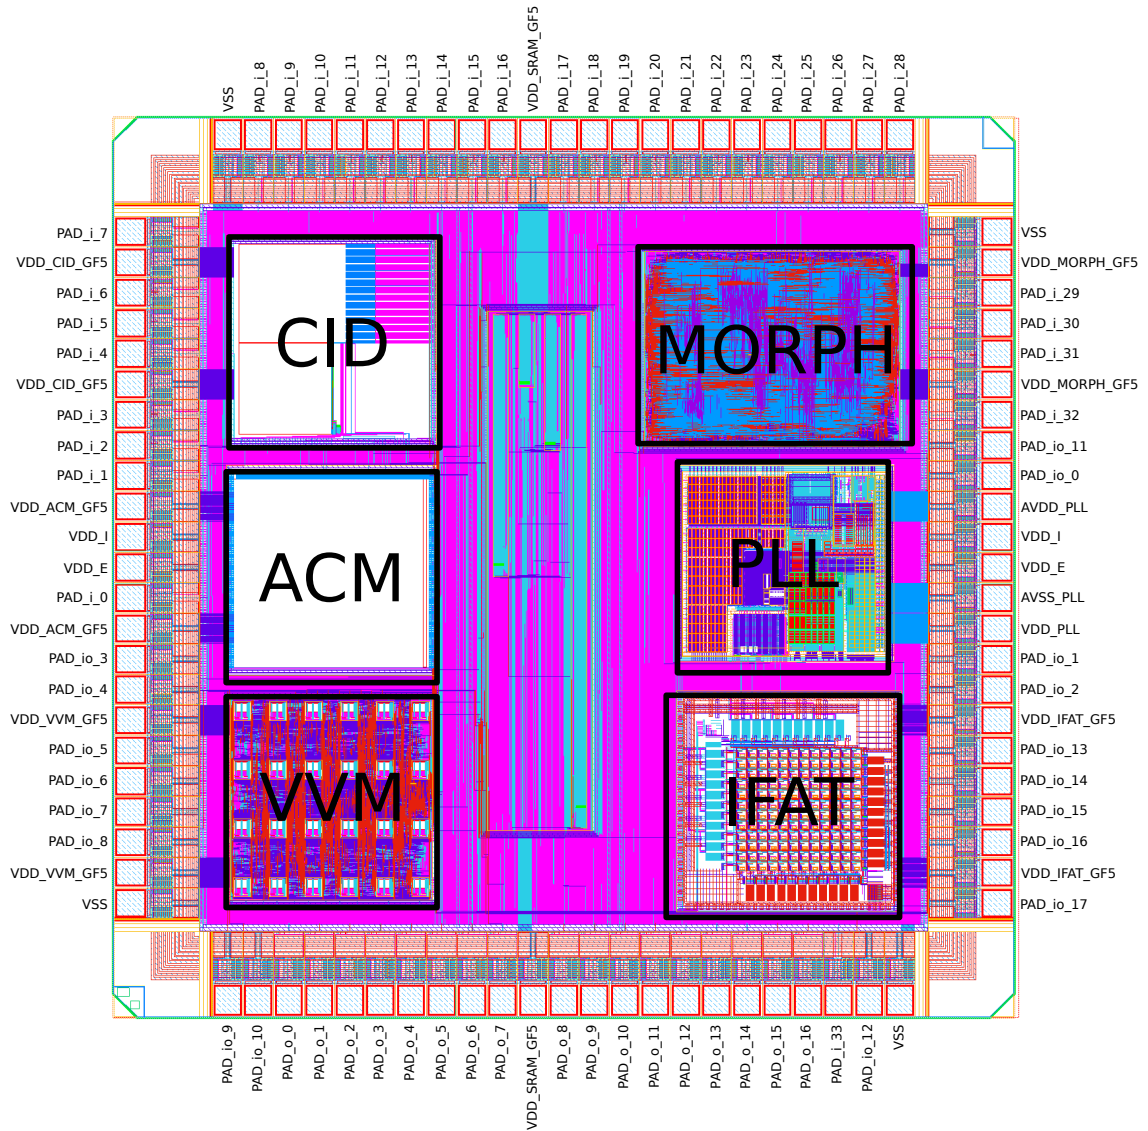 VSS
PAD_i_8
PAD_i_9
PAD_i_10
PAD_i_11
PAD_i_12
PAD_i_13
PAD_i_14
PAD_i_15
PAD_i_16
VDD_SRAM_GF5
PAD_i_17
PAD_i_18
PAD_i_19
PAD_i_20
PAD_i_21
PAD_i_22
PAD_i_23
PAD_i_24
PAD_i_25
PAD_i_26
PAD_i_27
PAD_i_28
PAD_i_7
VDD_CID_GF5
PAD_i_6
PAD_i_5
PAD_i_4
VDD_CID_GF5
PAD_i_3
PAD_i_2
PAD_i_1
VDD_ACM_GF5
VDD_I
VDD_E
PAD_i_0
VDD_ACM_GF5
PAD_io_3
PAD_io_4
VDD_VVM_GF5
PAD_io_5
PAD_io_6
PAD_io_7
PAD_io_8
VDD_VVM_GF5
VSS
CID
MORPH
ACM
PLL
VVM
IFAT
VSS
VDD_MORPH_GF5
PAD_i_29
PAD_i_30
PAD_i_31
VDD_MORPH_GF5
PAD_i_32
PAD_io_11
PAD_io_0
AVDD_PLL
VDD_I
VDD_E
AVSS_PLL
VDD_PLL
PAD_io_1
PAD_io_2
VDD_IFAT_GF5
PAD_io_13
PAD_io_14
PAD_io_15
PAD_io_16
VDD_IFAT_GF5
PAD_io_17
PAD_io_9
PAD_io_10
PAD_o_0
PAD_o_1
PAD_o_2
PAD_o_3
PAD_o_4
PAD_o_5
PAD_o_6
PAD_o_7
VDD_SRAM_GF5
PAD_o_8
PAD_o_9
PAD_o_10
PAD_o_11
PAD_o_12
PAD_o_13
PAD_o_14
PAD_o_15
PAD_o_16
PAD_i_33
PAD_io_12
VSS